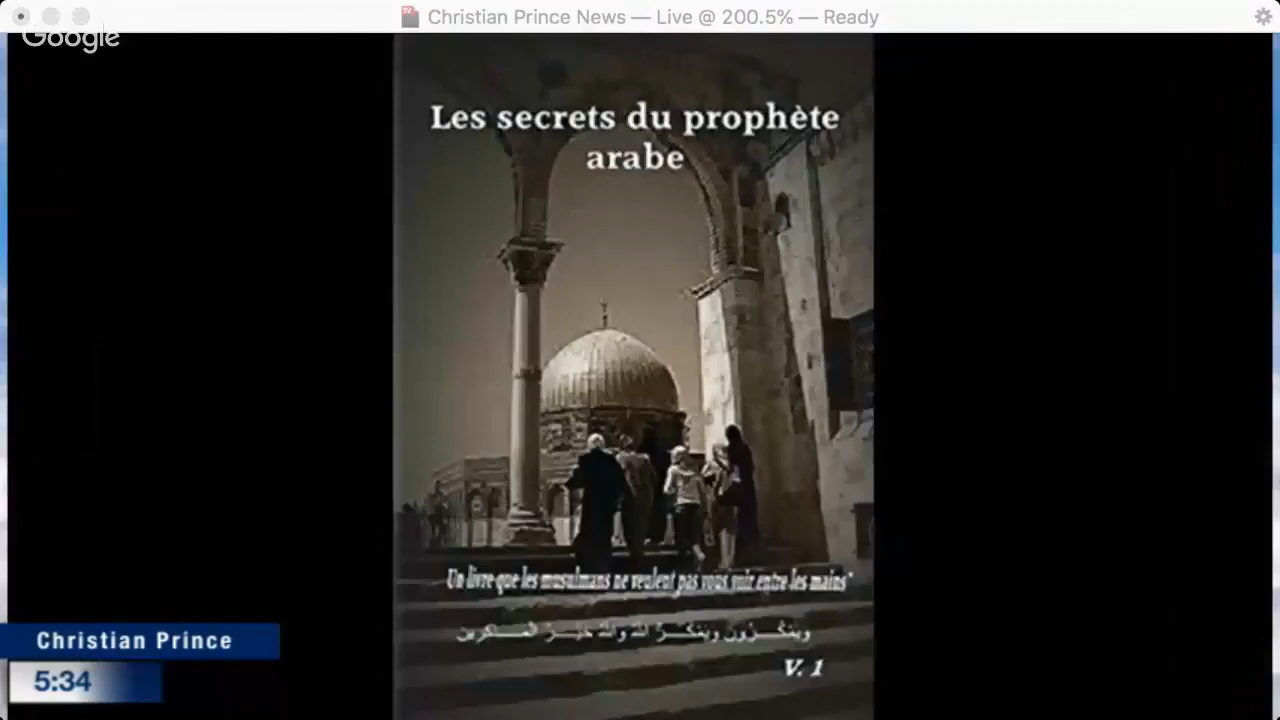 Christian Prince News — Live @ 200.5% — Ready
Google
Les secrets du prophète
arabe
Un livre que les musulmans ne veulent pas vous voir entre les mains"
ويمكرون ويمكر الله والله خير الماكرين
V. 1
Christian Prince
5:34